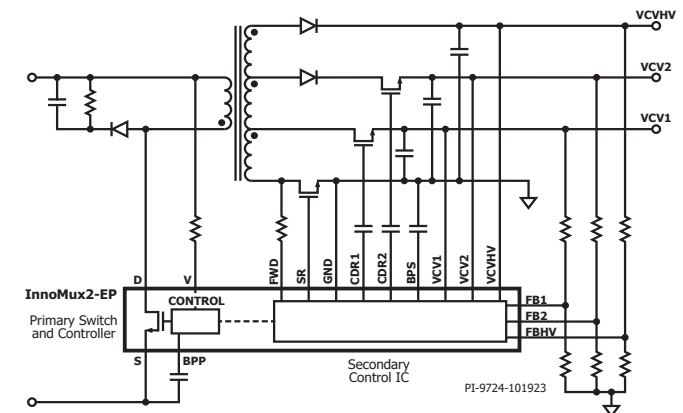 VCVHV
VCV2
VCV1
D
V
FWD
SR
GND
CDR1
CDR2
BPS
VCV1
VCV2
VCVHV
InnoMux2-EP
CONTROL
FB1
FB2
FBHV
Primary Switch
and Controller
S
BPP
Secondary
Control IC
PI-9724-101923